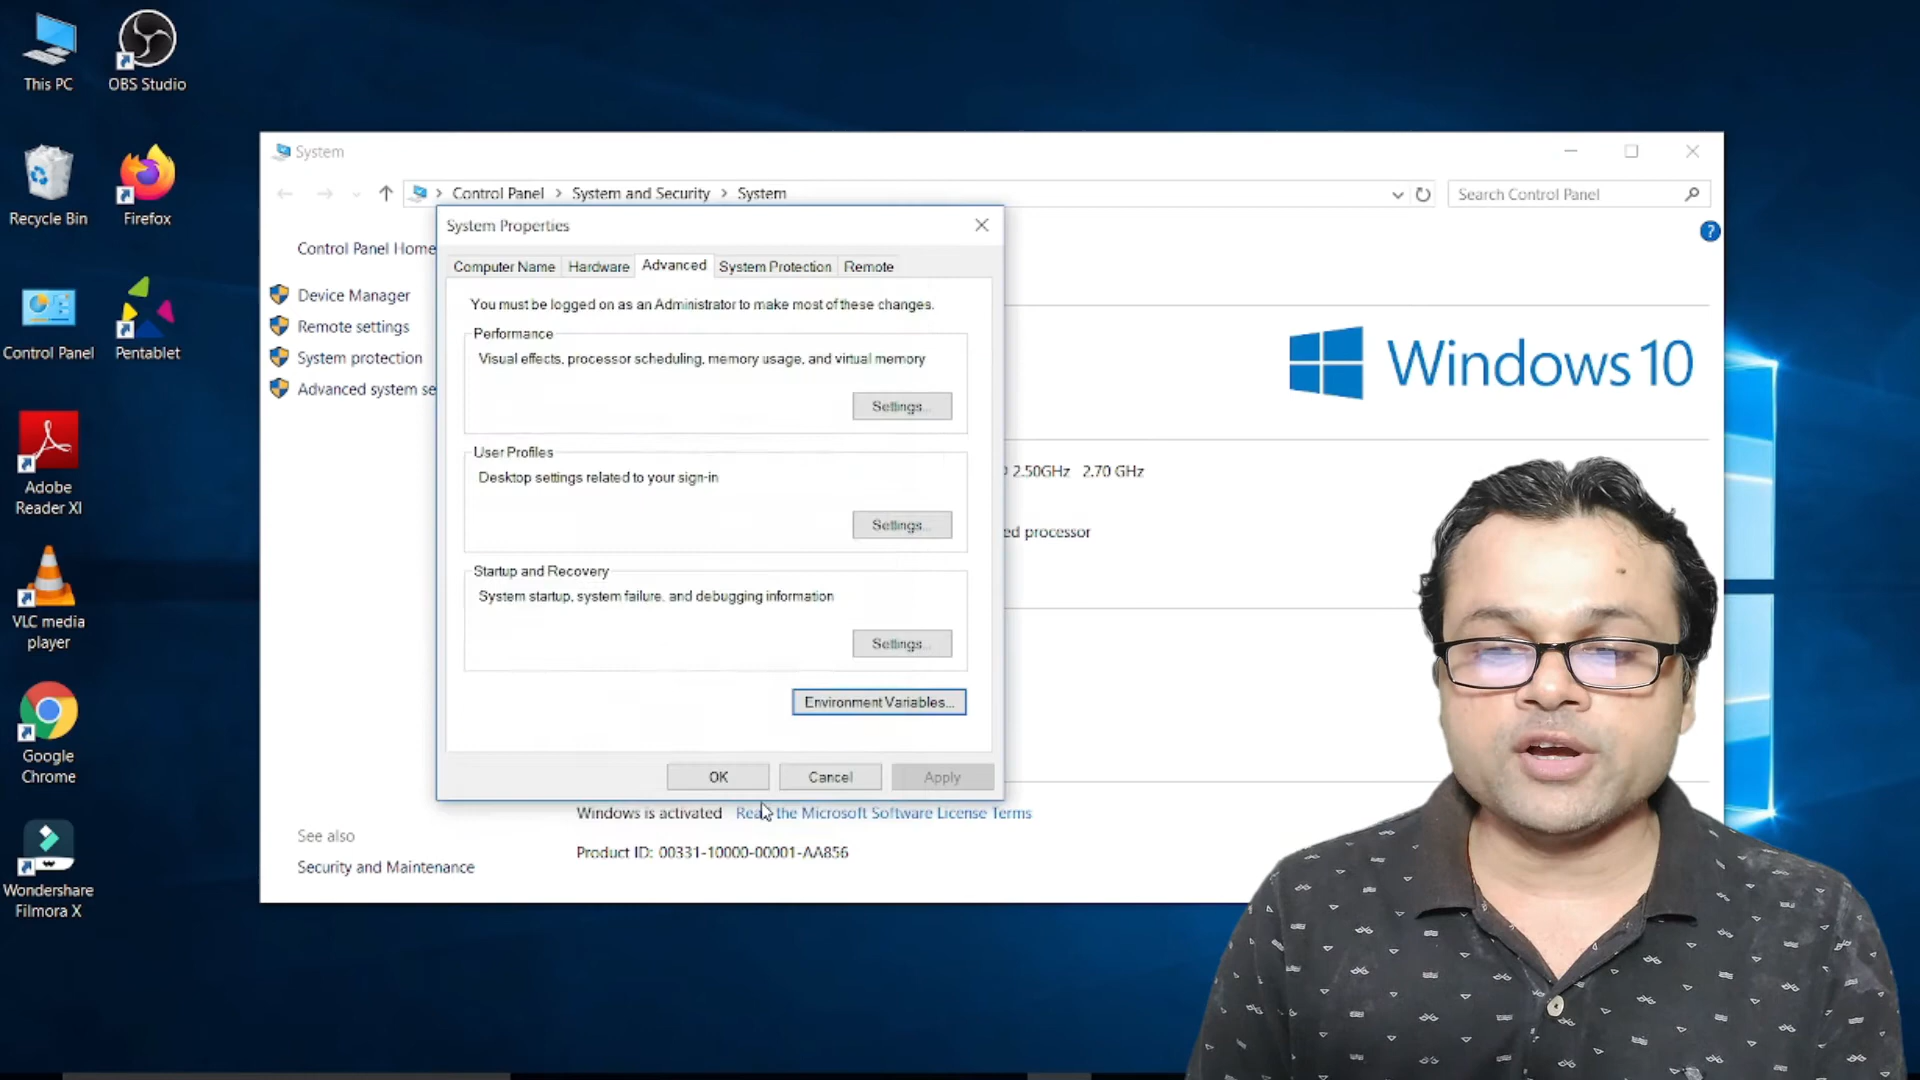 This PC
OBS Studio
Recycle Bin
Firefox
Control Panel
Pentablet
Adobe
Reader XI
VLC media
player
Google
Chrome
Wondershare
Filmora X
System
Control Panel > System and Security > System
Search Control Panel
Control Panel Home
Device Manager
Remote settings
System protection
Advanced system se
System Properties
Computer Name Hardware Advanced System Protection Remote
You must be logged on as an Administrator to make most of these changes.
Performance
Visual effects, processor scheduling, memory usage, and virtual memory
Settings...
User Profiles
Desktop settings related to your sign-in
Settings...
Startup and Recovery
System startup, system failure, and debugging information
Settings...
Environment Variables...
OK Cancel Apply
Windows 10
2.50GHz 2.70 GHz
ed processor
Windows is activated Read the Microsoft Software License Terms
Product ID: 00331-10000-00001-AA856
See also
Security and Maintenance